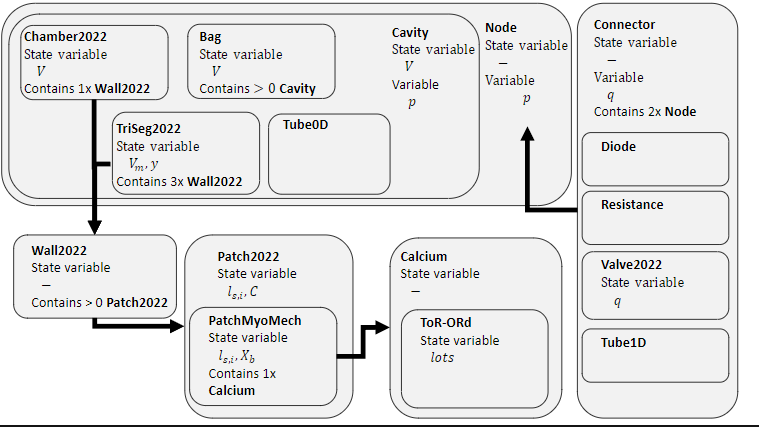 Chamber2022
State variable
V
Contains 1x Wall2022
Bag
State variable
V
Contains > 0 Cavity
Cavity
State variable
V
Variable
p
Node
State variable
–
Variable
p
Connector
State variable
–
Variable
q
Contains 2x Node
TriSeg2022
State variable
Vm, y
Contains 3x Wall2022
Tube0D
Diode
Resistance
Valve2022
State variable
q
Tube1D
Wall2022
State variable
–
Contains > 0 Patch2022
Patch2022
State variable
ls,i, C
PatchMyoMech
State variable
ls,i, Xb
Contains 1x
Calcium
Calcium
State variable
–
ToR-ORd
State variable
lots